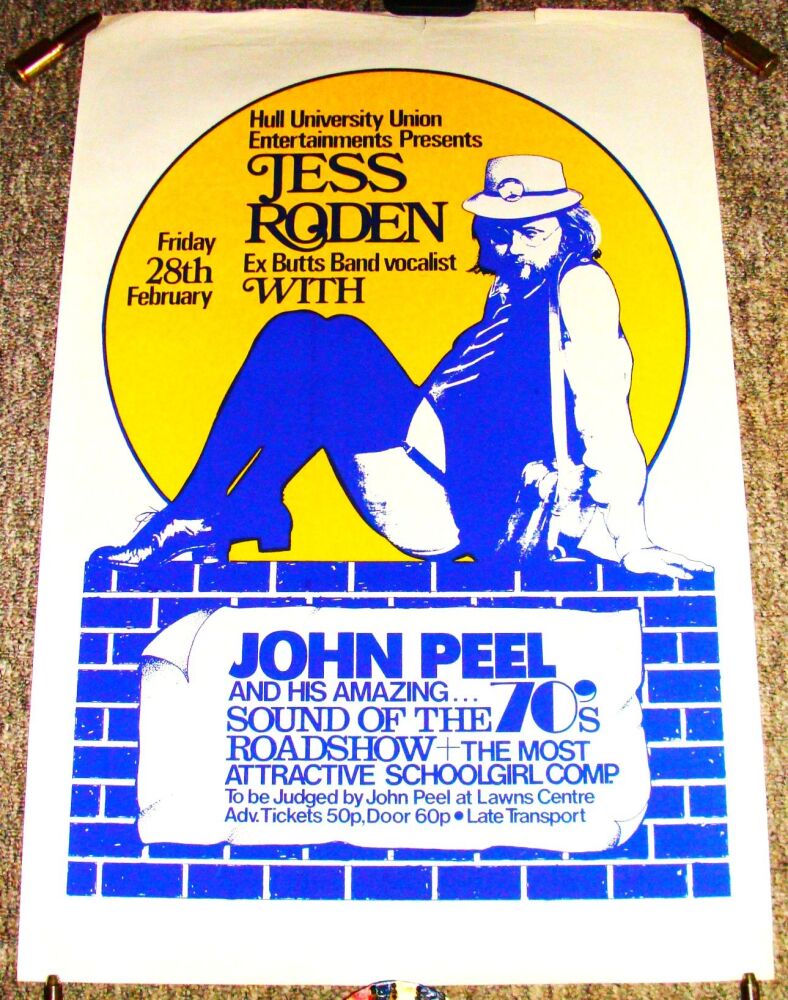 Hull University Union
Entertainments Presents
JESS
RODEN
Ex Butts Band vocalist
WITH
Friday
28th
February
JOHN PEEL
AND HIS AMAZING...
SOUND OF THE 70's
ROADSHOW + THE MOST
ATTRACTIVE SCHOOLGIRL COMP.
To be Judged by John Peel at Lawns Centre
Adv. Tickets 50p, Door 60p • Late Transport